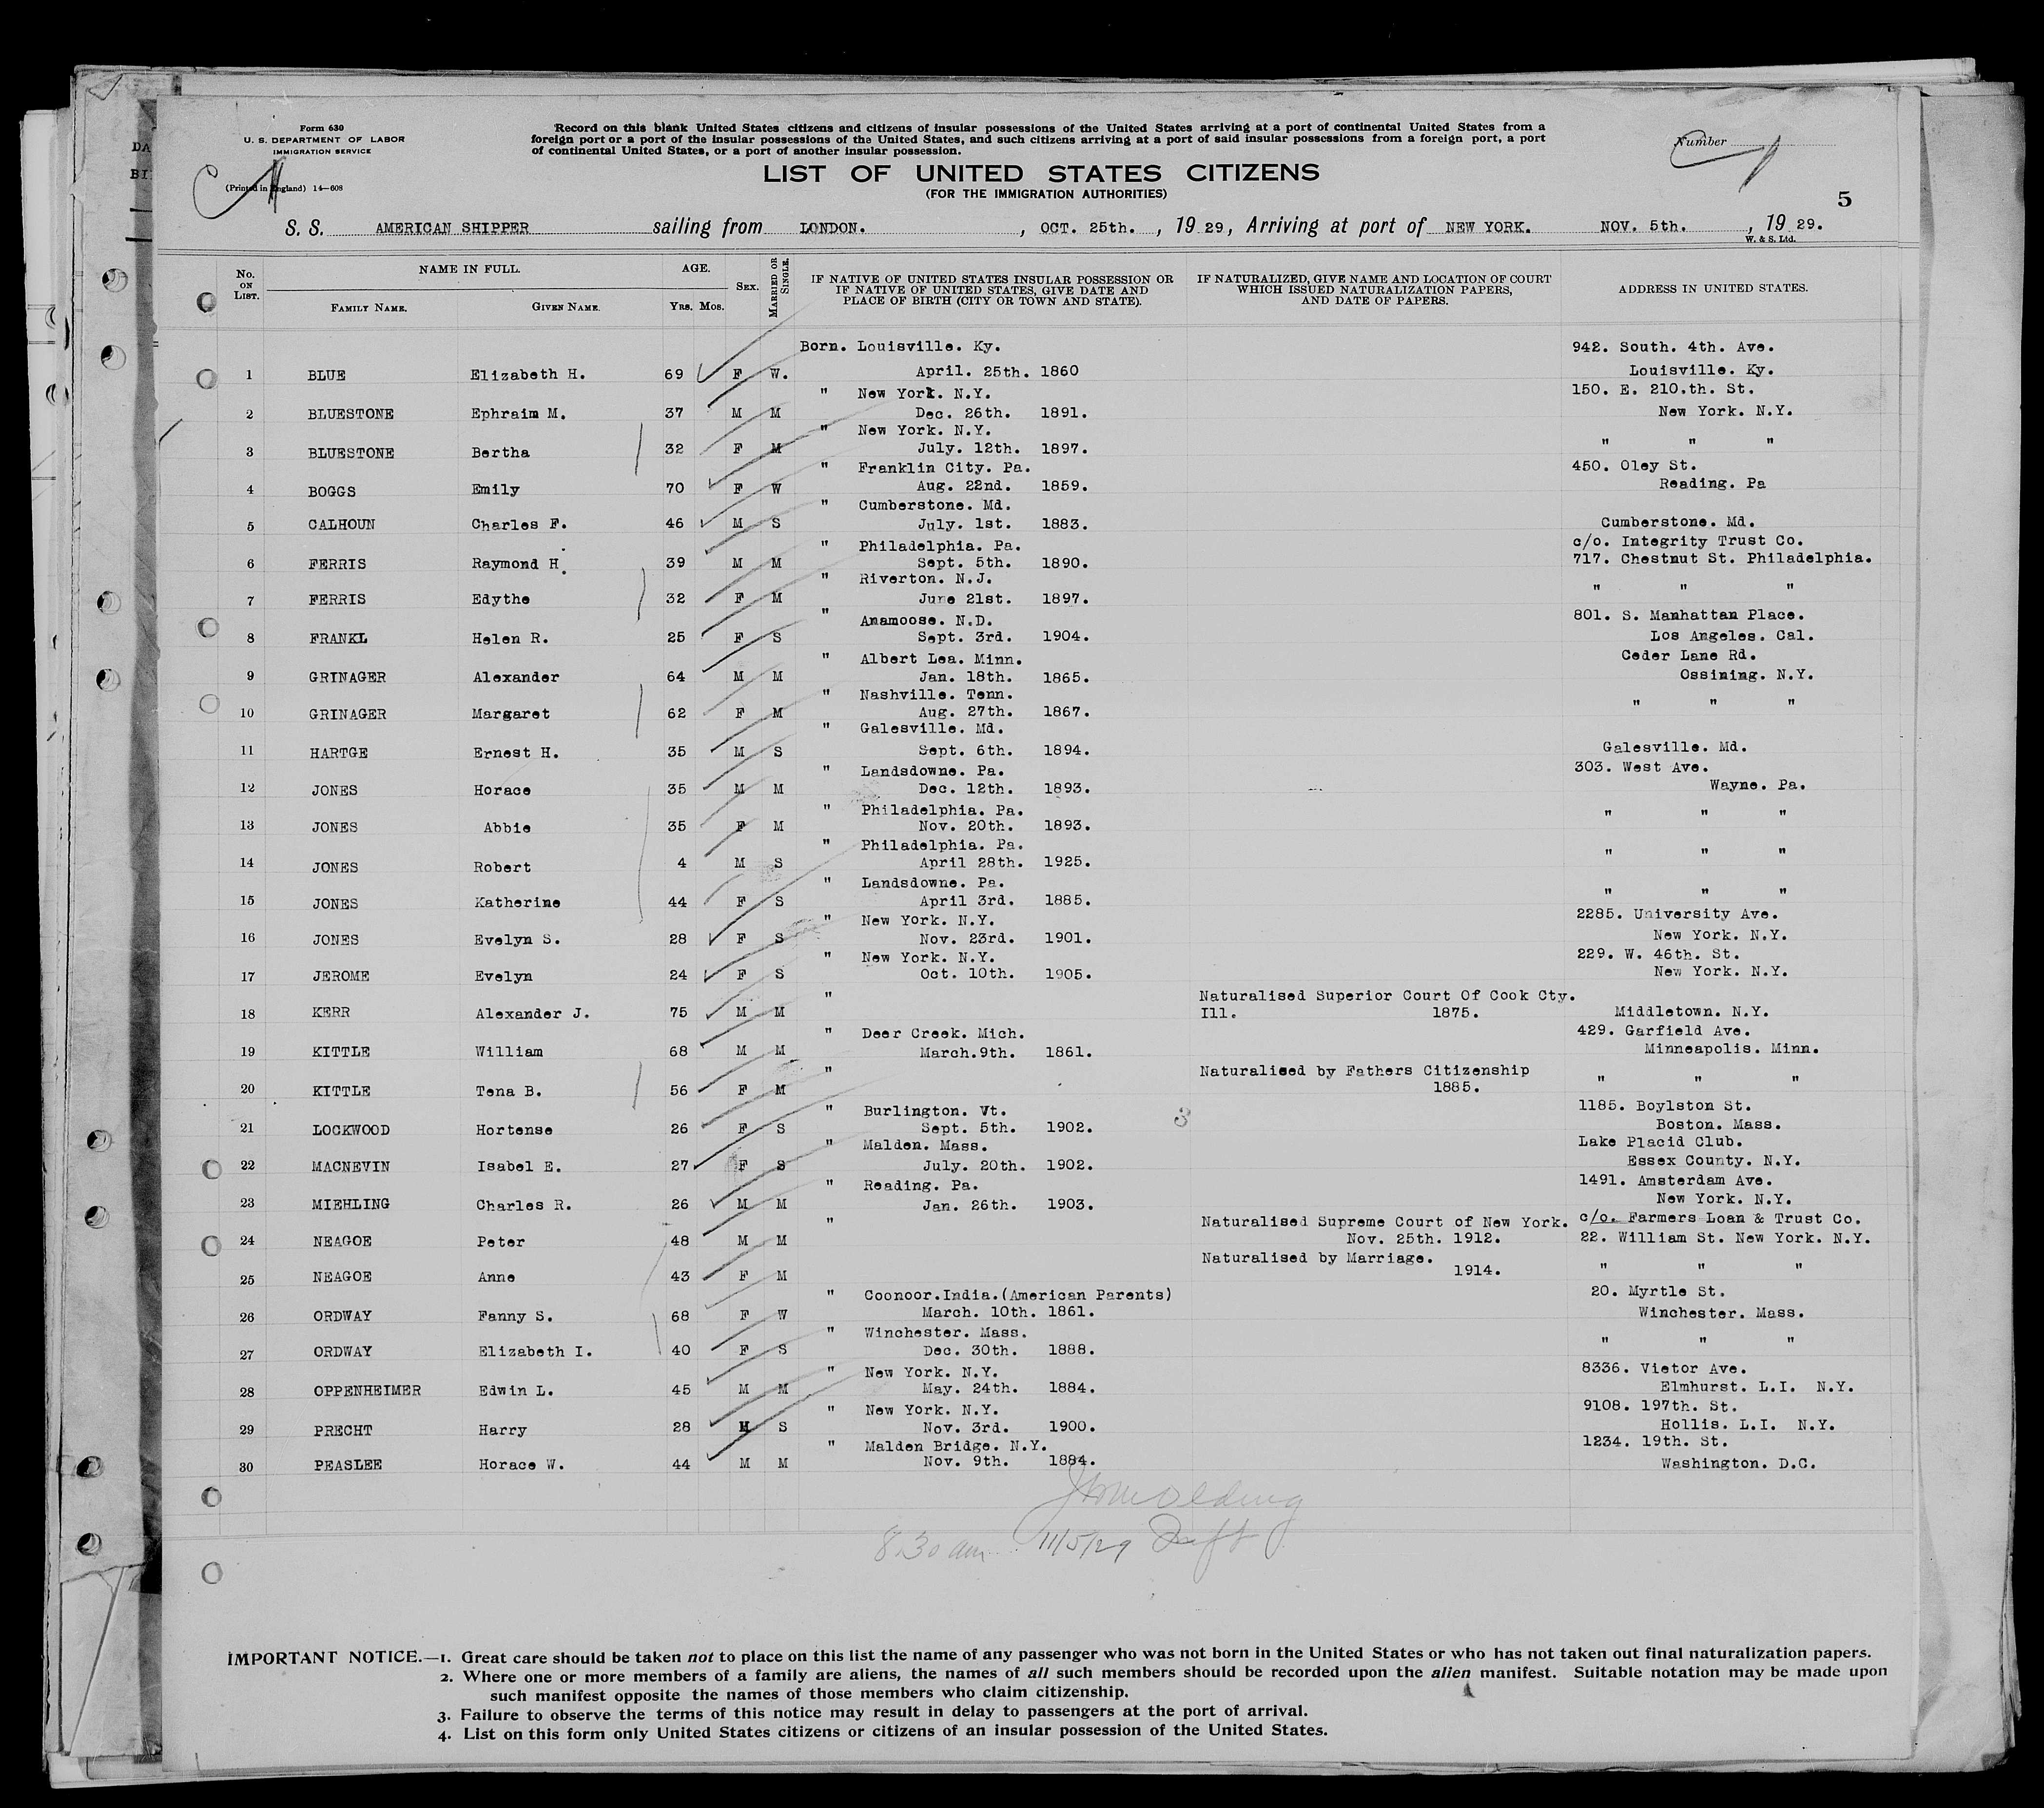 Form 630
U. S. DEPARTMENT OF LABOR
IMMIGRATION SERVICE
(Printed in England) 14—608
Record on this blank United States citizens and citizens of insular possessions of the United States arriving at a port of continental United States from a
foreign port or a port of the insular possessions of the United States, and such citizens arriving at a port of said insular possessions from a foreign port, a port
of continental United States, or a port of another insular possession.
LIST OF UNITED STATES CITIZENS
(FOR THE IMMIGRATION AUTHORITIES)
Number
5
S. S. AMERICAN SHIPPER sailing from LONDON. , OCT. 25th. , 19 29, Arriving at port of NEW YORK. NOV. 5th. , 19 29.
W. & S. Ltd.
No. ON LIST. NAME IN FULL. FAMILY NAME. GIVEN NAME. AGE. YRS. MOS. SEX. MARRIED OR SINGLE. IF NATIVE OF UNITED STATES INSULAR POSSESSION OR IF NATIVE OF UNITED STATES, GIVE DATE AND PLACE OF BIRTH (CITY OR TOWN AND STATE). IF NATURALIZED, GIVE NAME AND LOCATION OF COURT WHICH ISSUED NATURALIZATION PAPERS, AND DATE OF PAPERS. ADDRESS IN UNITED STATES.
Born. Louisville. Ky. 942. South. 4th. Ave.
1 BLUE Elizabeth H. 69 F W. April. 25th. 1860 Louisville. Ky.
" New York. N.Y. 150. E. 210.th. St.
2 BLUESTONE Ephraim M. 37 M M Dec. 26th. 1891. New York. N.Y.
" New York. N.Y.
3 BLUESTONE Bertha 32 F M July. 12th. 1897. " " "
" Franklin City. Pa. 450. Oley St.
4 BOGGS Emily 70 F W Aug. 22nd. 1859. Reading. Pa
" Cumberstone. Md.
5 CALHOUN Charles F. 46 M S July. 1st. 1883. Cumberstone. Md.
" Philadelphia. Pa. c/o. Integrity Trust Co.
6 FERRIS Raymond H. 39 M M Sept. 5th. 1890. 717. Chestnut St. Philadelphia.
" Riverton. N.J.
7 FERRIS Edythe 32 F M June 21st. 1897. " " "
" Anamoose. N.D. 801. S. Manhattan Place.
8 FRANKL Helen R. 25 F S Sept. 3rd. 1904. Los Angeles. Cal.
" Albert Lea. Minn. Ceder Lane Rd.
9 GRINAGER Alexander 64 M M Jan. 18th. 1865. Ossining. N.Y.
" Nashville. Tenn.
10 GRINAGER Margaret 62 F M Aug. 27th. 1867. " " "
" Galesville. Md.
11 HARTGE Ernest H. 35 M S Sept. 6th. 1894. Galesville. Md.
" Landsdowne. Pa. 303. West Ave.
12 JONES Horace 35 M M Dec. 12th. 1893. Wayne. Pa.
" Philadelphia. Pa.
13 JONES Abbie 35 F M Nov. 20th. 1893. " " "
" Philadelphia. Pa.
14 JONES Robert 4 M S April 28th. 1925. " " "
" Landsdowne. Pa.
15 JONES Katherine 44 F S April 3rd. 1885. " " "
" New York. N.Y. 2285. University Ave.
16 JONES Evelyn S. 28 F S Nov. 23rd. 1901. New York. N.Y.
" New York. N.Y. 229. W. 46th. St.
17 JEROME Evelyn 24 F S Oct. 10th. 1905. New York. N.Y.
" Naturalised Superior Court Of Cook Cty.
18 KERR Alexander J. 75 M M Ill. 1875. Middletown. N.Y.
" Deer Creek. Mich. 429. Garfield Ave.
19 KITTLE William 68 M M March.9th. 1861. Minneapolis. Minn.
" Naturalised by Fathers Citizenship
20 KITTLE Tena B. 56 F M 1885. " " "
" Burlington. Vt. 3 1185. Boylston St.
21 LOCKWOOD Hortense 26 F S Sept. 5th. 1902. Boston. Mass.
" Malden. Mass. Lake Placid Club.
22 MACNEVIN Isabel E. 27 F S July. 20th. 1902. Essex County. N.Y.
" Reading. Pa. 1491. Amsterdam Ave.
23 MIEHLING Charles R. 26 M M Jan. 26th. 1903. New York. N.Y.
" Naturalised Supreme Court of New York. c/o. Farmers Loan & Trust Co.
24 NEAGOE Peter 48 M M Nov. 25th. 1912. 22. William St. New York. N.Y.
Naturalised by Marriage.
25 NEAGOE Anne 43 F M 1914. " " "
" Coonoor.India.(American Parents) 20. Myrtle St.
26 ORDWAY Fanny S. 68 F W March. 10th. 1861. Winchester. Mass.
" Winchester. Mass.
27 ORDWAY Elizabeth I. 40 F S Dec. 30th. 1888. " " "
" New York. N.Y. 8336. Vietor Ave.
28 OPPENHEIMER Edwin L. 45 M M May. 24th. 1884. Elmhurst. L.I. N.Y.
" New York. N.Y. 9108. 197th. St.
29 PRECHT Harry 28 M S Nov. 3rd. 1900. Hollis. L.I. N.Y.
" Malden Bridge. N.Y. 1234. 19th. St.
30 PEASLEE Horace W. 44 M M Nov. 9th. 1884. Washington. D.C.
8.30 am 11/5/29
IMPORTANT NOTICE.—1. Great care should be taken not to place on this list the name of any passenger who was not born in the United States or who has not taken out final naturalization papers.
2. Where one or more members of a family are aliens, the names of all such members should be recorded upon the alien manifest. Suitable notation may be made upon
such manifest opposite the names of those members who claim citizenship.
3. Failure to observe the terms of this notice may result in delay to passengers at the port of arrival.
4. List on this form only United States citizens or citizens of an insular possession of the United States.